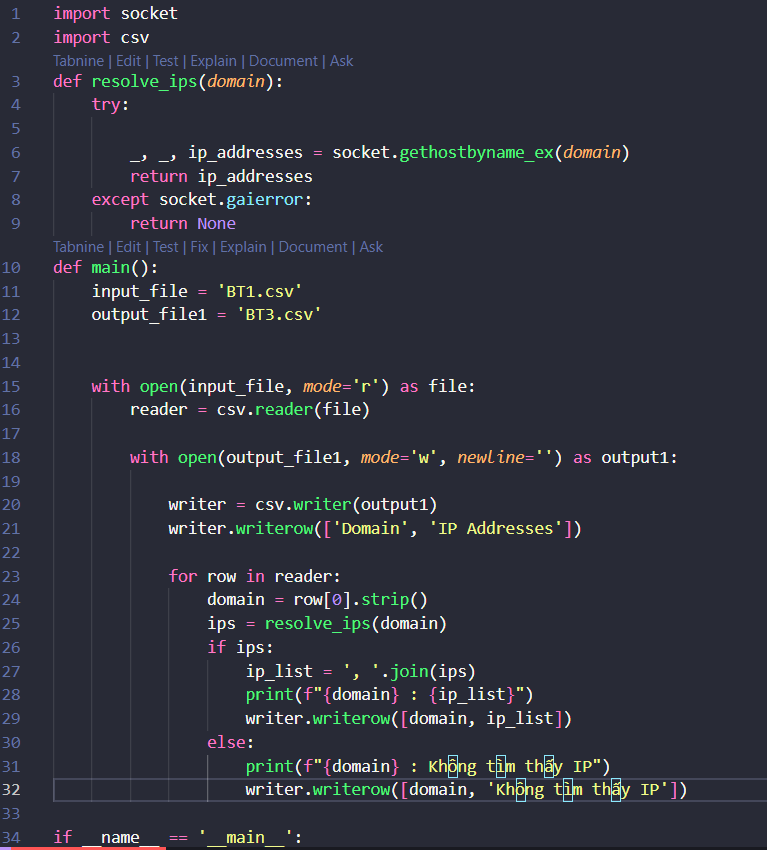 1 import socket
2 import csv
Tabnine | Edit | Test | Explain | Document | Ask
3 def resolve_ips(domain):
4     try:
5
6         _, _, ip_addresses = socket.gethostbyname_ex(domain)
7         return ip_addresses
8     except socket.gaierror:
9         return None
Tabnine | Edit | Test | Fix | Explain | Document | Ask
10 def main():
11     input_file = 'BT1.csv'
12     output_file1 = 'BT3.csv'
13
14
15     with open(input_file, mode='r') as file:
16         reader = csv.reader(file)
17
18         with open(output_file1, mode='w', newline='') as output1:
19
20             writer = csv.writer(output1)
21             writer.writerow(['Domain', 'IP Addresses'])
22
23             for row in reader:
24                 domain = row[0].strip()
25                 ips = resolve_ips(domain)
26                 if ips:
27                     ip_list = ', '.join(ips)
28                     print(f"{domain} : {ip_list}")
29                     writer.writerow([domain, ip_list])
30                 else:
31                     print(f"{domain} : Không tìm thấy IP")
32                     writer.writerow([domain, 'Không tìm thấy IP'])
33
34 if __name__ == '__main__':